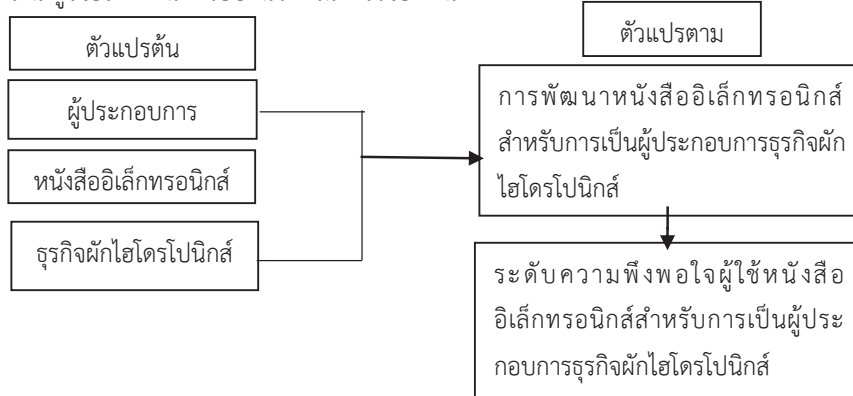 ตัวแปรต้น
ผู้ประกอบการ
หนังสืออิเล็กทรอนิกส์
ธุรกิจผักไฮโดรโปนิกส์
ตัวแปรตาม
การพัฒนาหนังสืออิเล็กทรอนิกส์
สำหรับการเป็นผู้ประกอบการธุรกิจผัก
ไฮโดรโปนิกส์
ระดับความพึงพอใจผู้ใช้หนังสือ
อิเล็กทรอนิกส์สำหรับการเป็นผู้ประ
กอบการธุรกิจผักไฮโดรโปนิกส์